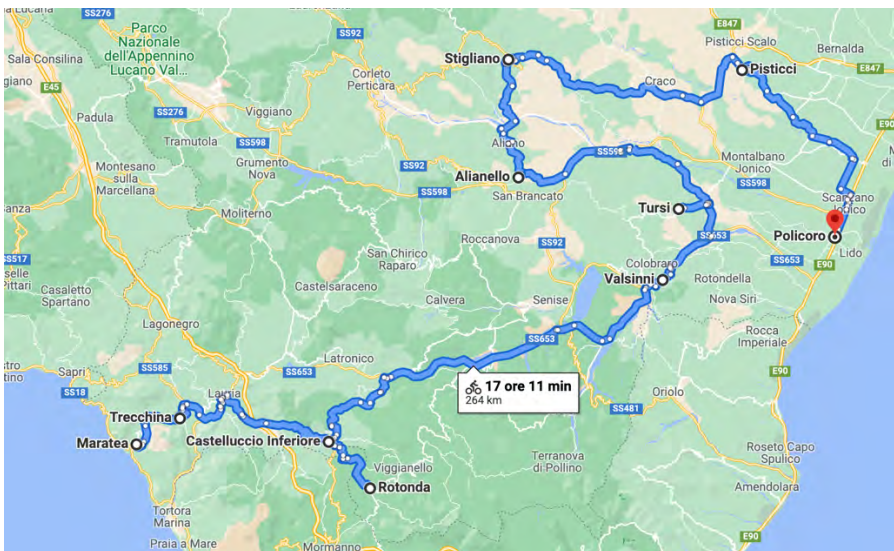 SS276
Parco
Nazionale
dell'Appennino
Lucano Val...
Sala Consilina
E45
Padula
SS276
Viggiano
Tramutola
SS598
Grumento
Nova
Montesano
sulla
Marcellana
Moliterno
SS92
Corleto
Perticara
Stigliano
SS92
SS598
Alianello
San Brancato
Aliano
E847
Pisticci Scalo
Bernalda
Pisticci
E847
Craco
E90
SS598
Montalbano
Jonico
SS598
Tursi
Scanzano
Jonico
Policoro
Lido
SS653
SS653
E90
SS517
Casaletto
Spartano
San Chirico
Raparo
Roccanova
SS92
Castelsaraceno
Calvera
Senise
Colobraro
Valsinni
Rotondella
Nova Siri
Rocca
Imperiale
Lagonegro
Sapri
SS585
SS18
SS653
Latronico
SS653
17 ore 11 min
264 km
SS481
Oriolo
E90
Trecchina
Lauria
Maratea
Castelluccio Inferiore
Viggianello
Rotonda
Terranova
di Pollino
Roseto Capo
Spulico
Amendolara
Tortora
Marina
Praia a Mare
Mormanno